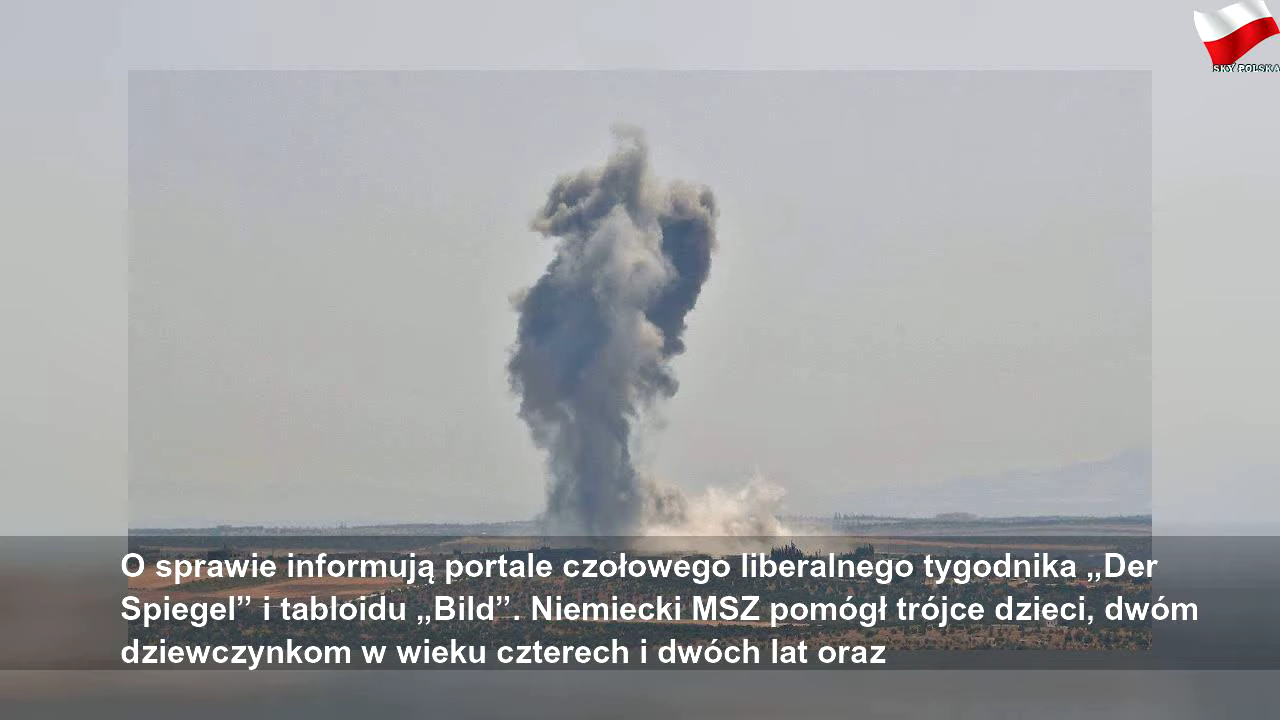 SKY POLSKA
O sprawie informują portale czołowego liberalnego tygodnika „Der
Spiegel” i tabloidu „Bild”. Niemiecki MSZ pomógł trójce dzieci, dwóm
dziewczynkom w wieku czterech i dwóch lat oraz